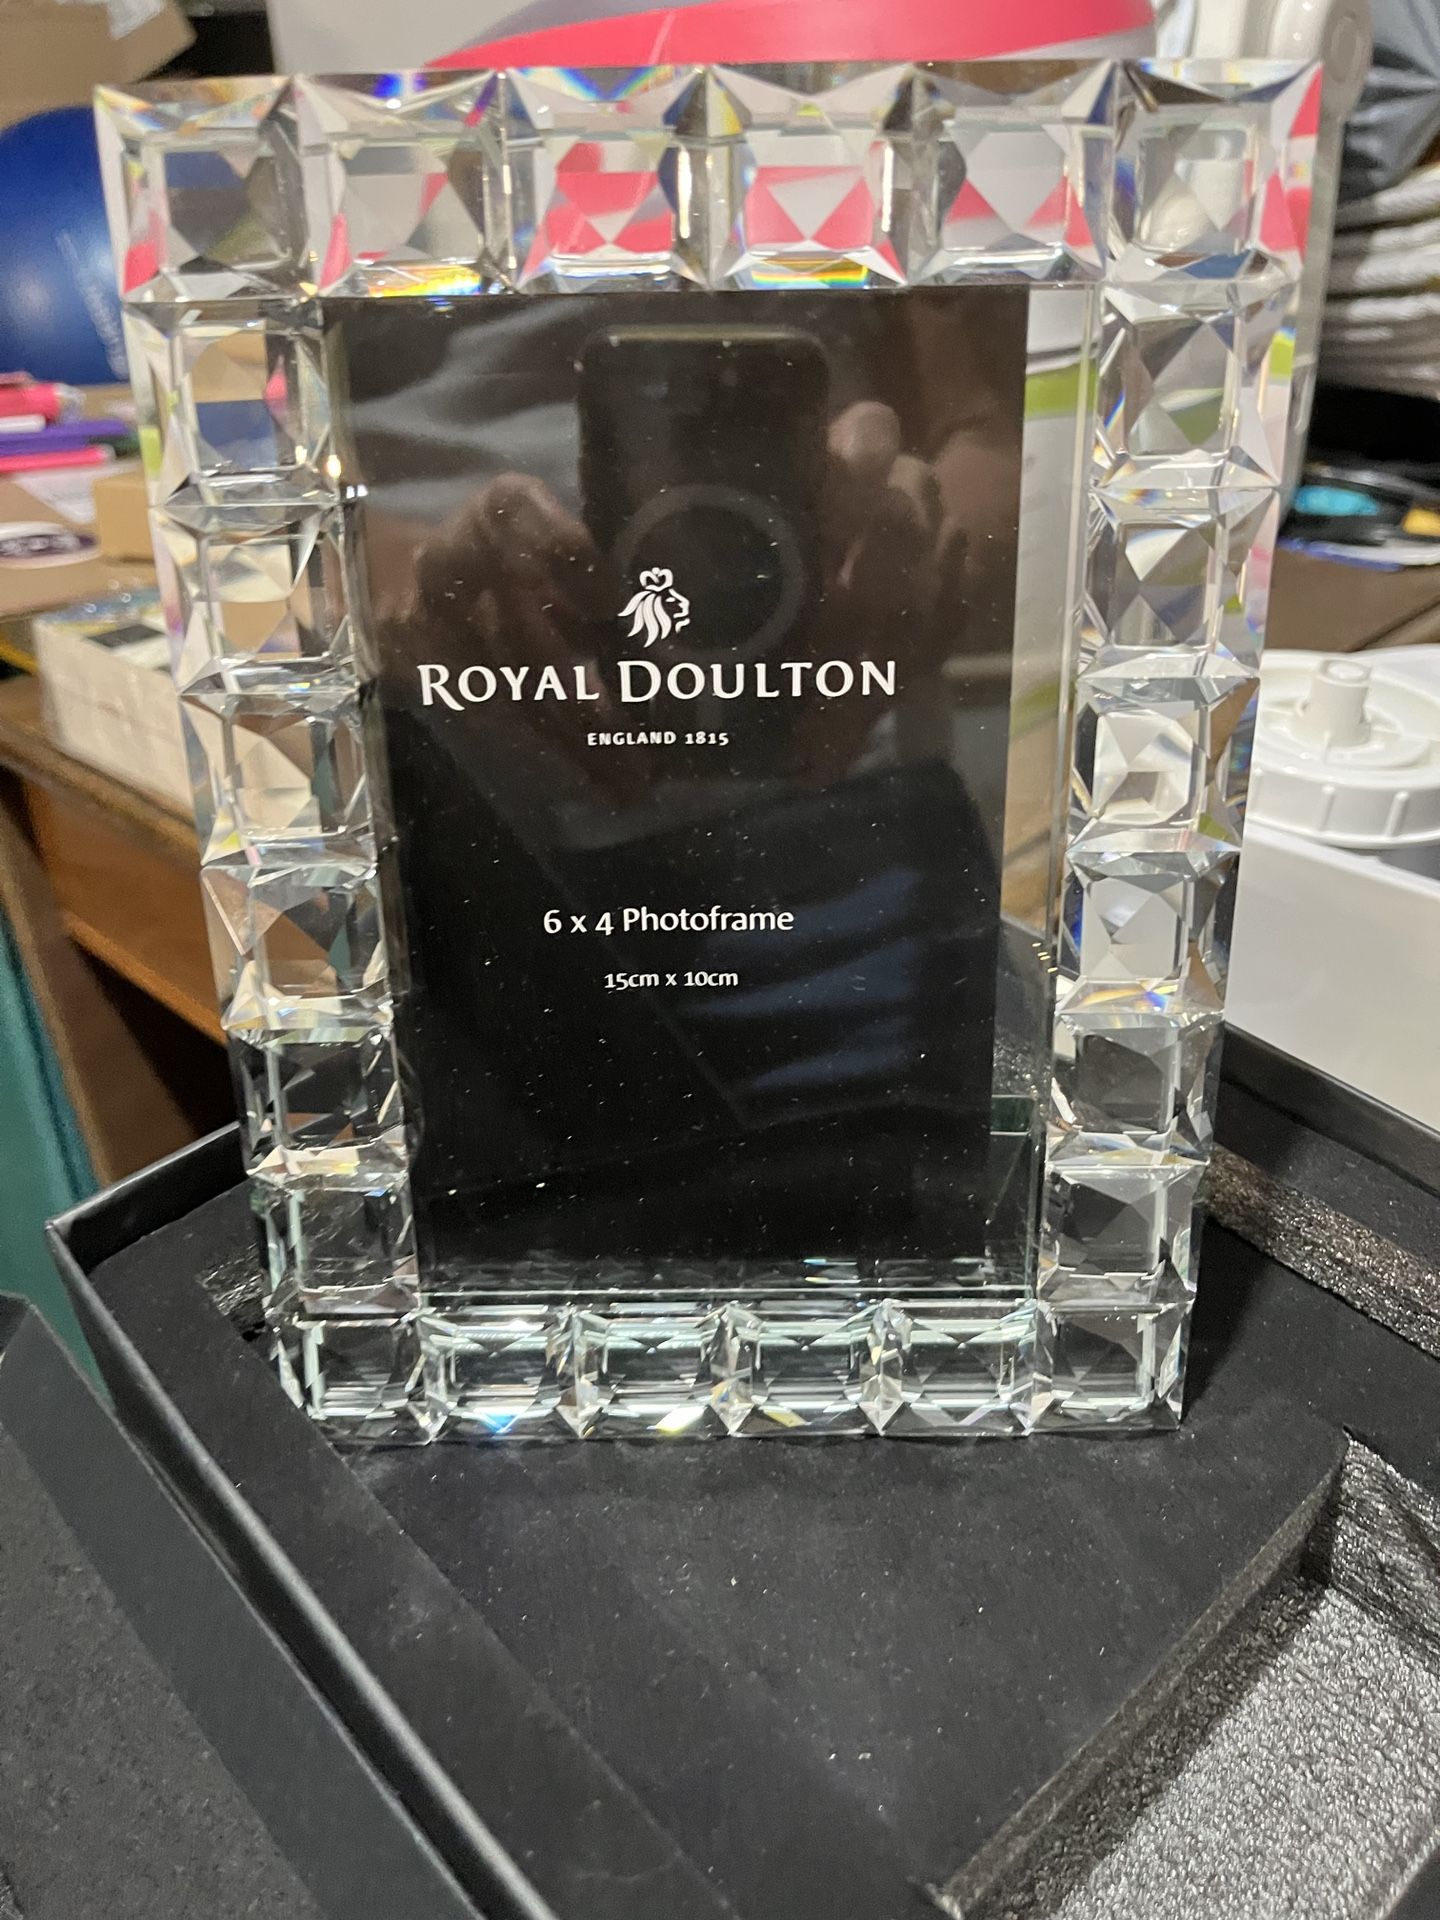 ROYAL DOULTON
ENGLAND 1815
6 x 4 Photoframe
15cm x 10cm